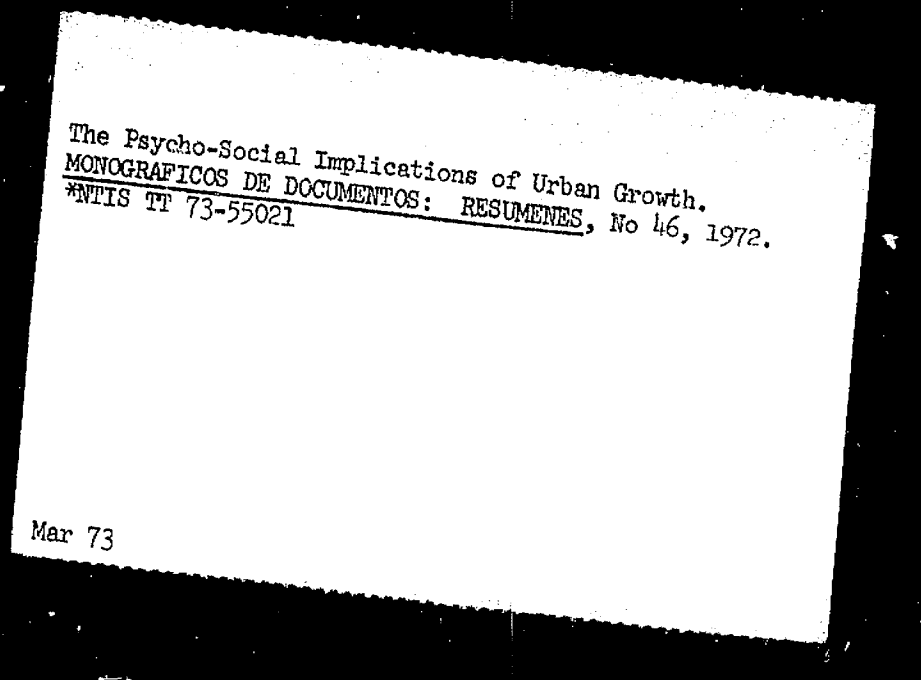 The Psycho-Social Implications of Urban Growth.
MONOGRAFICOS DE DOCUMENTOS: RESUMENES, No 46, 1972.
*NTIS TT 73-55021
Mar 73